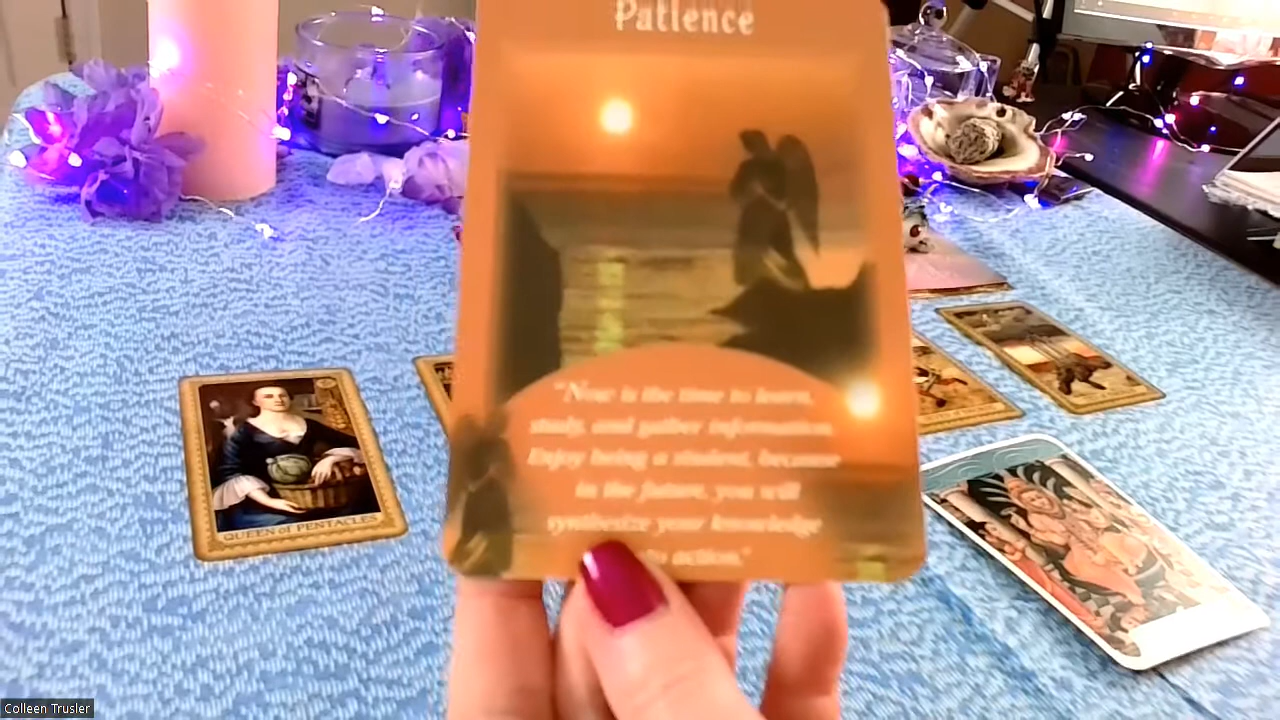 Patience
"Now is the time to learn,
study, and gather information.
Enjoy being a student, because
in the future, you will
synthesize your knowledge
action."
QUEEN of PENTACLES
Colleen Trusler